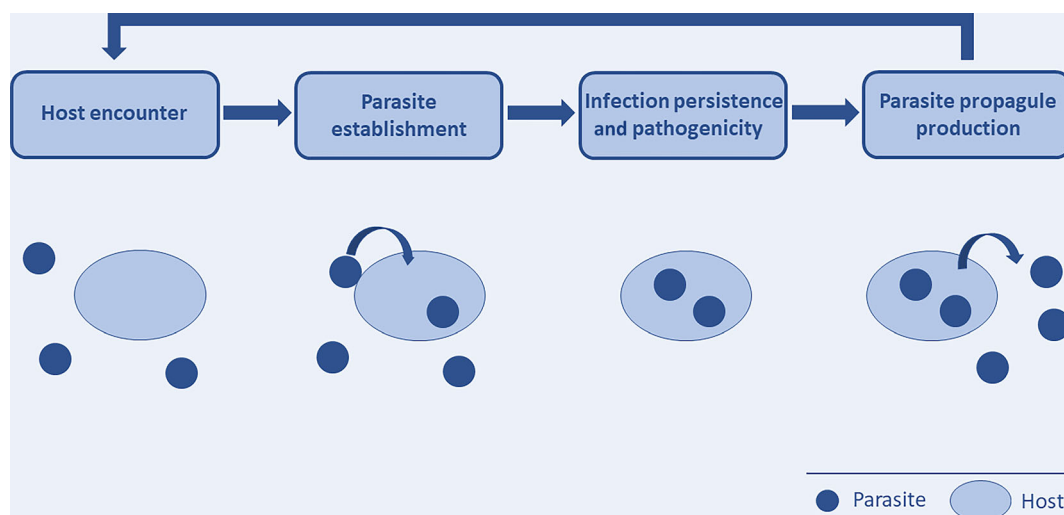 Host encounter
Parasite
establishment
Infection persistence
and pathogenicity
Parasite propagule
production
Parasite
Host